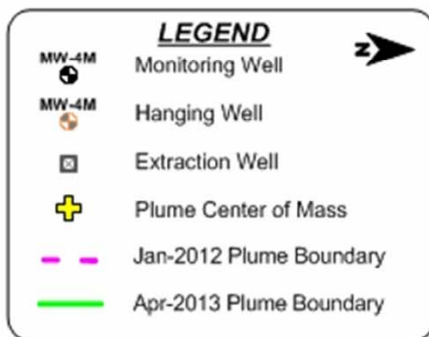 LEGEND
N
MW-4M
Monitoring Well
MW-4M
Hanging Well
Extraction Well
Plume Center of Mass
Jan-2012 Plume Boundary
Apr-2013 Plume Boundary